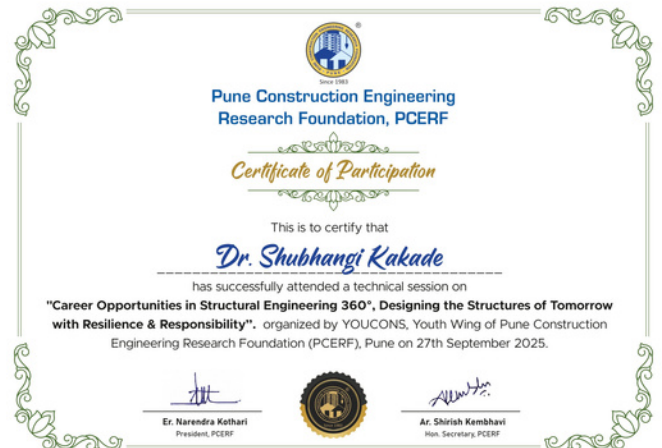 ®
Since 1983
Pune Construction Engineering
Research Foundation, PCERF
Certificate of Participation
This is to certify that
Dr. Shubhangi Kakade
has successfully attended a technical session on
"Career Opportunities in Structural Engineering 360°, Designing the Structures of Tomorrow
with Resilience & Responsibility”. organized by YOUCONS, Youth Wing of Pune Construction
Engineering Research Foundation (PCERF), Pune on 27th September 2025.
Er. Narendra Kothari
President, PCERF
Ar. Shirish Kembhavi
Hon. Secretary, PCERF